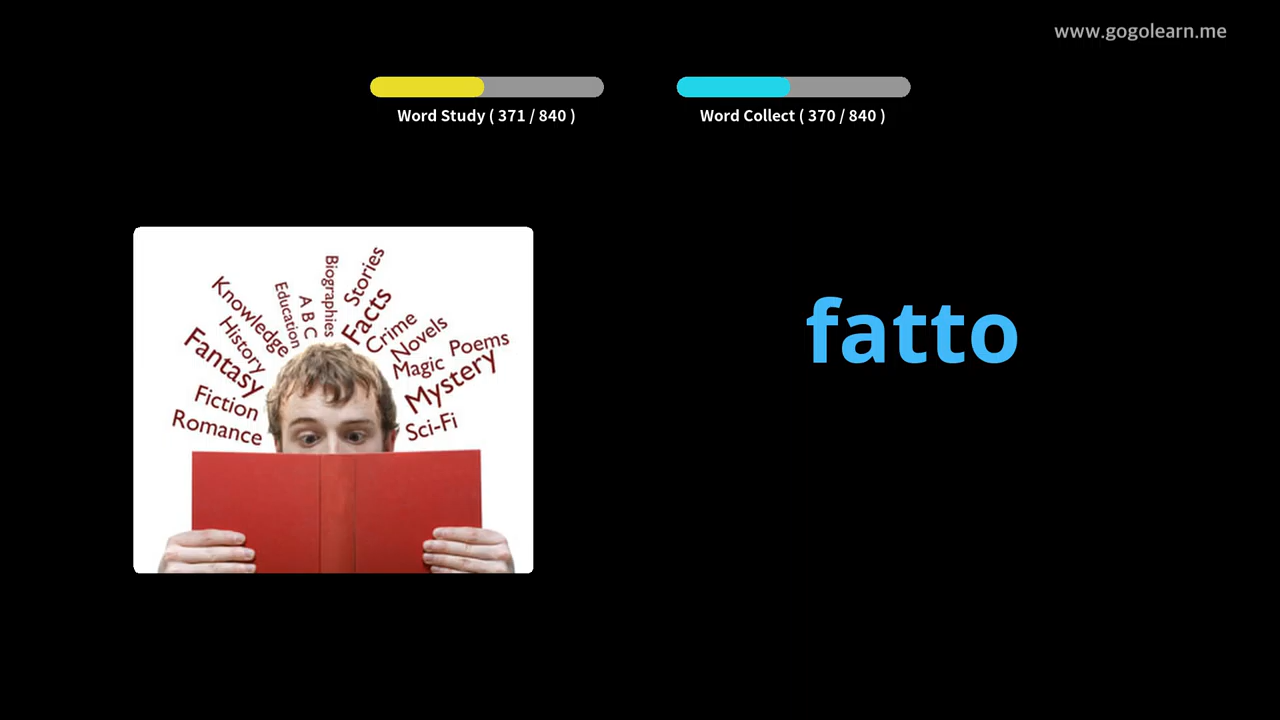 www.gogolearn.me
Word Study ( 371 / 840 )
Word Collect ( 370 / 840 )
Stories
Biographies
Facts
A B C
Education
Knowledge
Crime
History
Novels
Poems
Fantasy
Magic
Mystery
Fiction
Romance
Sci-Fi
fatto